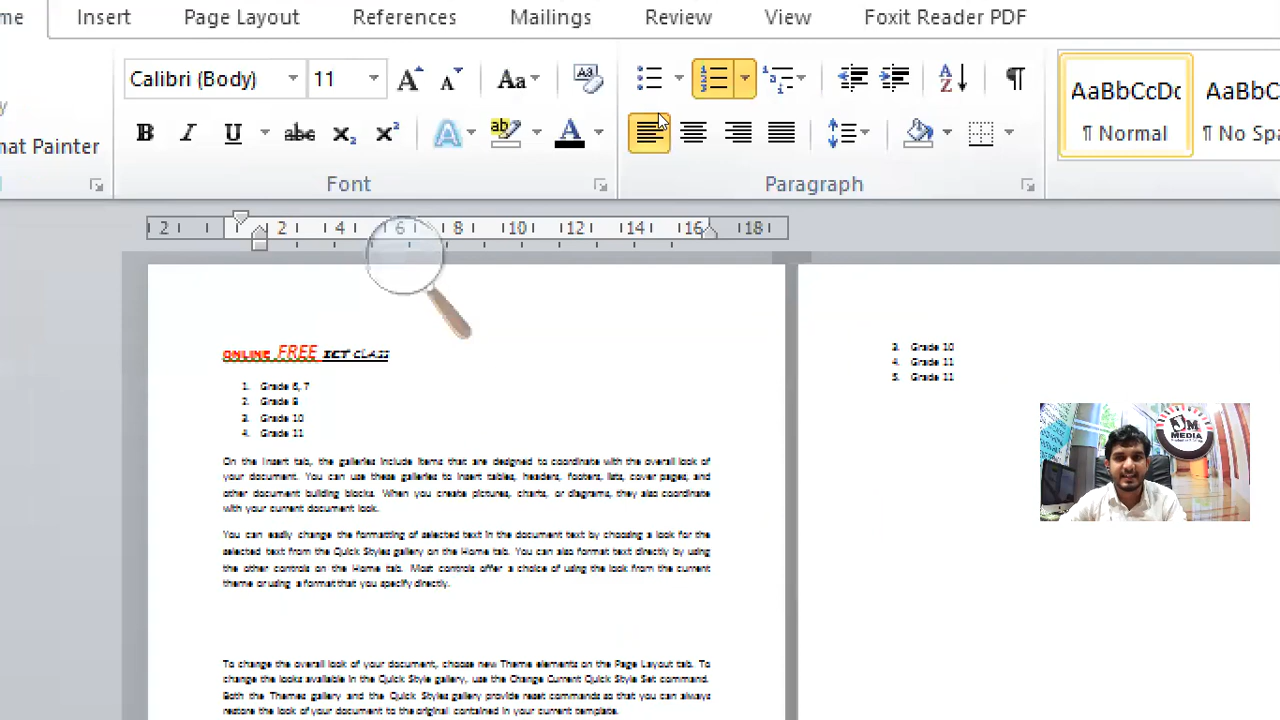 Insert Page Layout References Mailings Review View Foxit Reader PDF
Calibri (Body) 11 Aa
AaBbCcDc AaBbC
¶ Normal ¶ No Spa
mat Painter
B I U abc X₂ X² A ab A
Font Paragraph
2 2 4 6 8 10 12 14 16 18
ONLINE FREE ICT CLASS
1. Grade 6, 7
2. Grade 9
3. Grade 10
4. Grade 11
On the Insert tab, the galleries include items that are designed to coordinate with the overall look of
your document. You can use these galleries to insert tables, headers, footers, lists, cover pages, and
other document building blocks. When you create pictures, charts, or diagrams, they also coordinate
with your current document look.
You can easily change the formatting of selected text in the document text by choosing a look for the
selected text from the Quick Styles gallery on the Home tab. You can also format text directly by using
the other controls on the Home tab. Most controls offer a choice of using the look from the current
theme or using a format that you specify directly.
To change the overall look of your document, choose new Theme elements on the Page Layout tab. To
change the looks available in the Quick Style gallery, use the Change Current Quick Style Set command.
Both the Themes gallery and the Quick Styles gallery provide reset commands so that you can always
restore the look of your document to the original contained in your current template.
3. Grade 10
4. Grade 11
5. Grade 11
JM
MEDIA